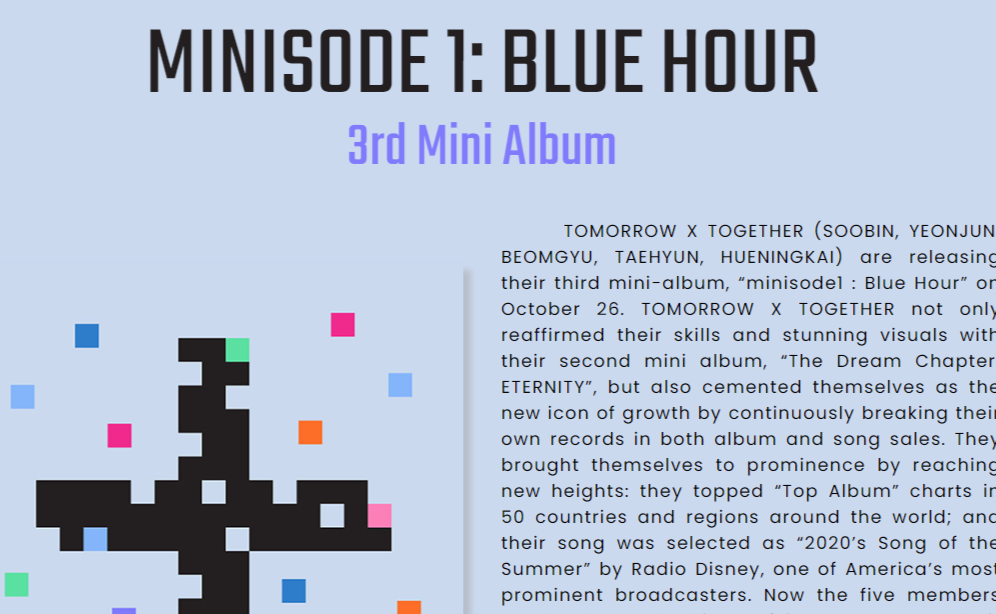 MINISODE 1: BLUE HOUR
3rd Mini Album
TOMORROW X TOGETHER (SOOBIN, YEONJUN
BEOMGYU, TAEHYUN, HUENINGKAI) are releasing
their third mini-album, “minisode1 : Blue Hour” on
October 26. TOMORROW X TOGETHER not only
reaffirmed their skills and stunning visuals with
their second mini album, “The Dream Chapter
ETERNITY”, but also cemented themselves as the
new icon of growth by continuously breaking their
own records in both album and song sales. They
brought themselves to prominence by reaching
new heights: they topped “Top Album” charts in
50 countries and regions around the world; and
their song was selected as “2020’s Song of the
Summer” by Radio Disney, one of America’s most
prominent broadcasters. Now the five members